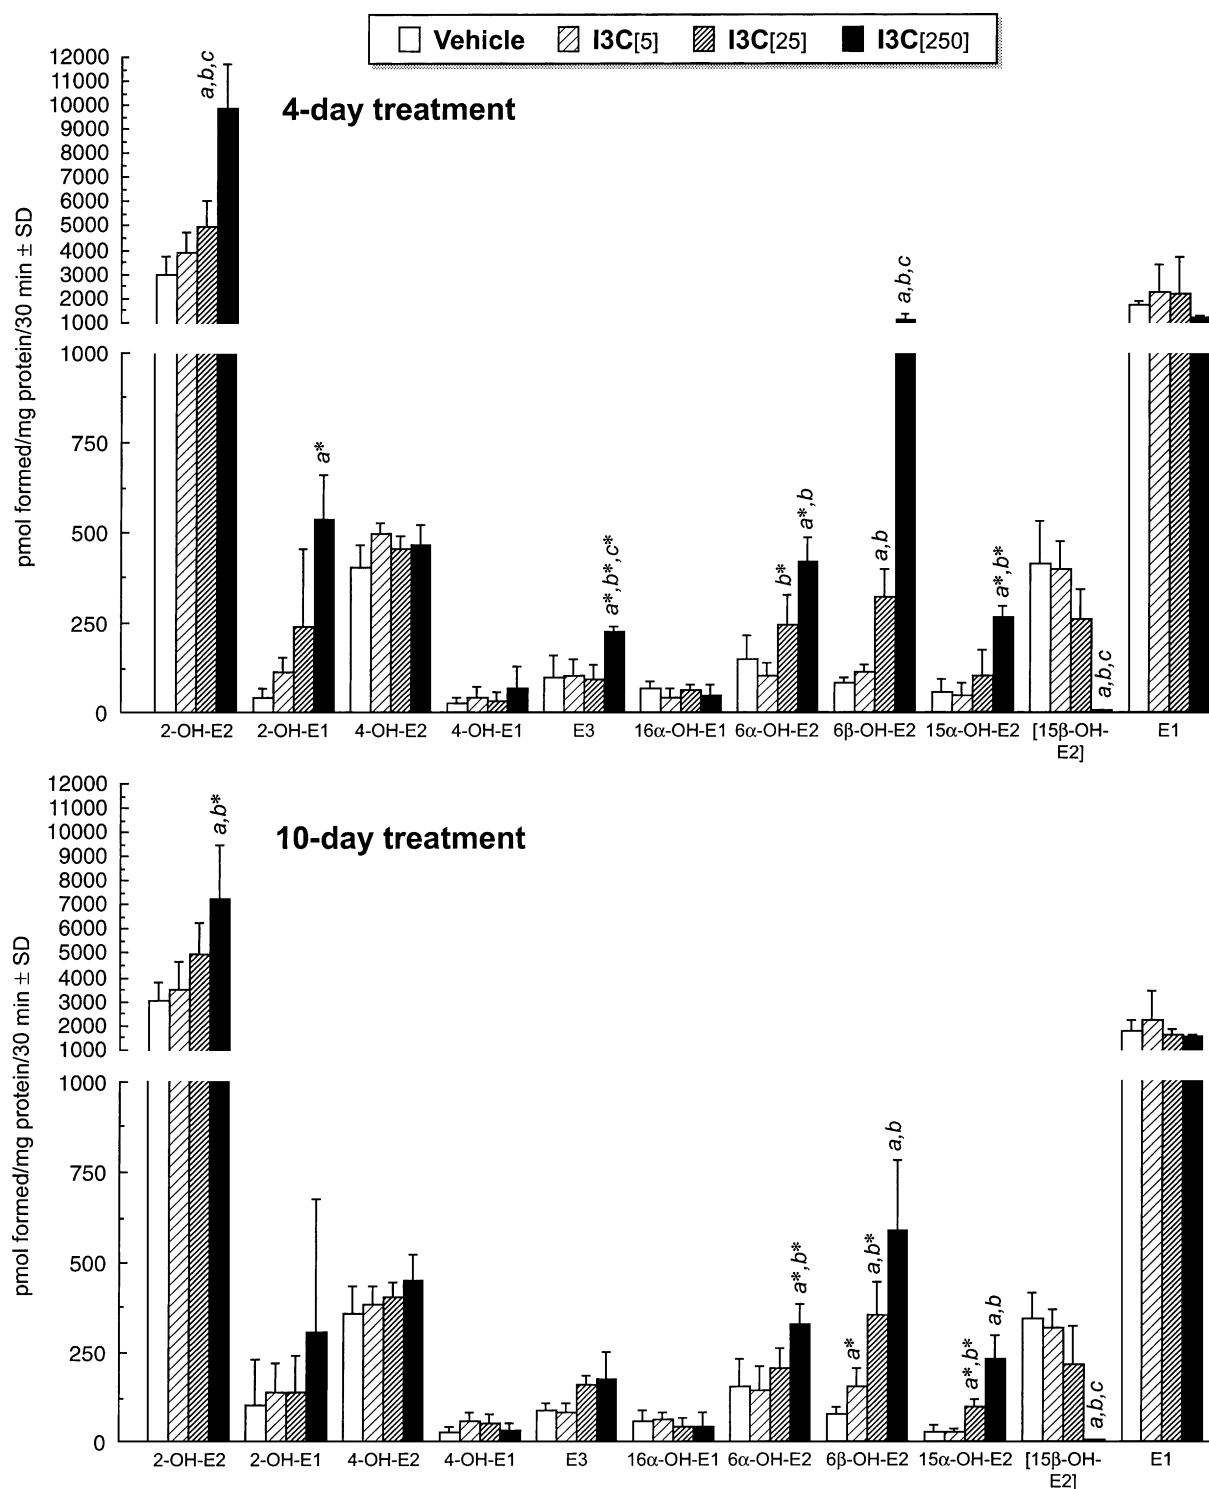 Vehicle I3C[5] I3C[25] I3C[250]
4-day treatment
pmol formed/mg protein/30 min ± SD
12000
11000
10000
9000
8000
7000
6000
5000
4000
3000
2000
1000
1000
750
500
250
0
a,b,c
a*
a*,b*,c*
b*
a*,b
a,b
a,b,c
a*,b*
a,b,c
2-OH-E2 2-OH-E1 4-OH-E2 4-OH-E1 E3 16α-OH-E1 6α-OH-E2 6β-OH-E2 15α-OH-E2 [15β-OH- E1
E2]
10-day treatment
pmol formed/mg protein/30 min ± SD
12000
11000
10000
9000
8000
7000
6000
5000
4000
3000
2000
1000
1000
750
500
250
0
a,b*
a*,b*
a*
a,b*
a,b
a*,b*
a,b
a,b,c
2-OH-E2 2-OH-E1 4-OH-E2 4-OH-E1 E3 16α-OH-E1 6α-OH-E2 6β-OH-E2 15α-OH-E2 [15β-OH- E1
E2]